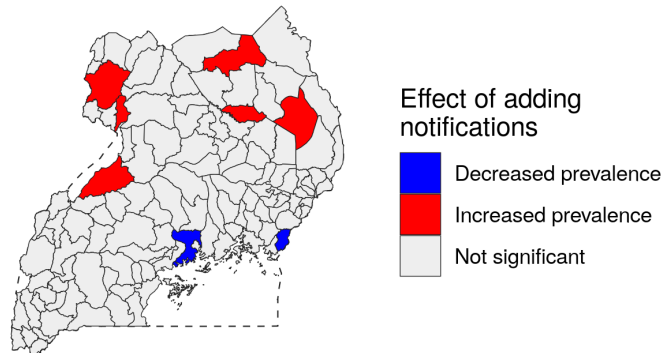 Effect of adding
notifications
Decreased prevalence
Increased prevalence
Not significant